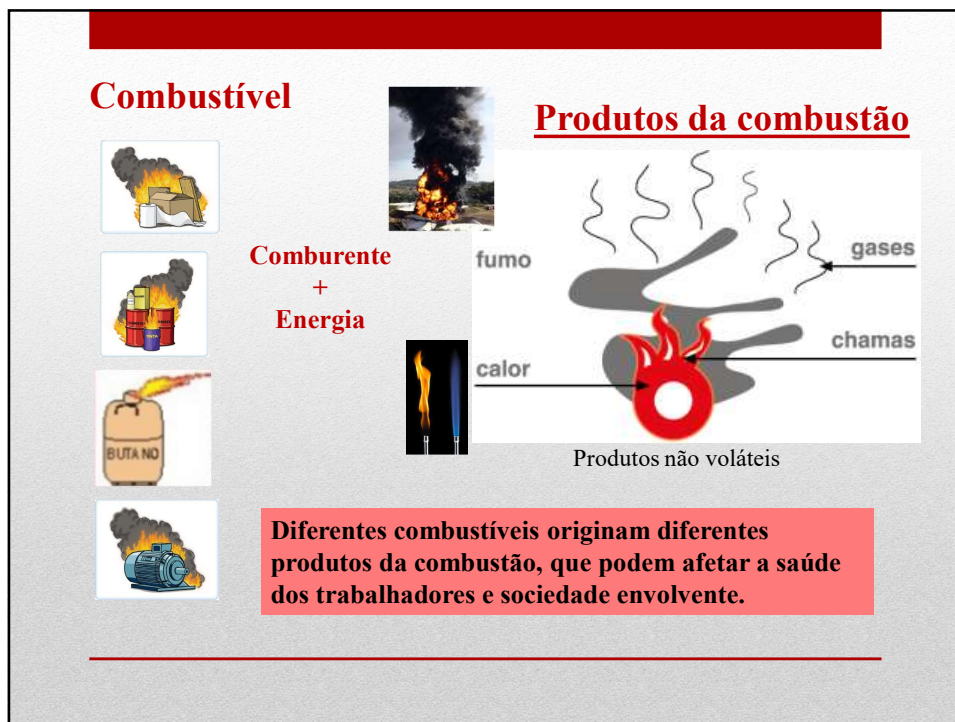 Combustível
Produtos da combustão
Comburente
+
Energia
fumo
gases
chamas
calor
BUTANO
Produtos não voláteis
Diferentes combustíveis originam diferentes
produtos da combustão, que podem afetar a saúde
dos trabalhadores e sociedade envolvente.